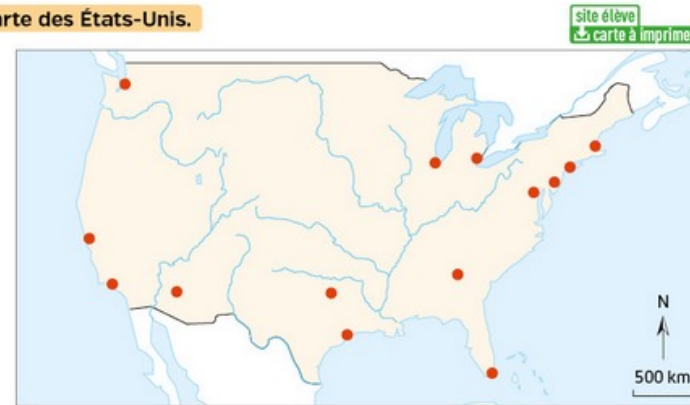 arte des États-Unis.
site élève
carte à imprime
N
500 km